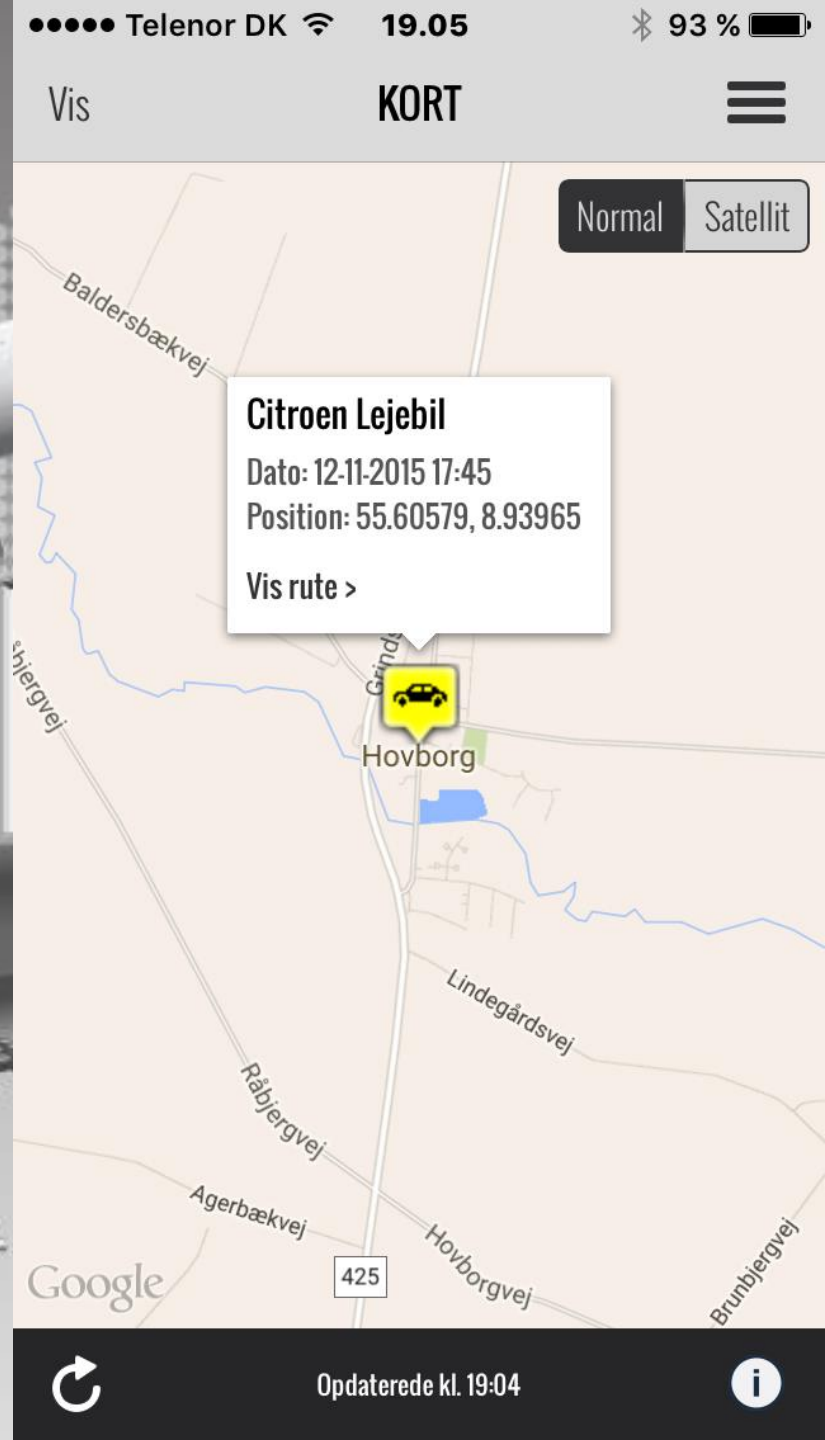 Telenor DK 19.05 93 %
Vis KORT
Normal Satellit
Baldersbækvej
Citroen Lejebil
Dato: 12-11-2015 17:45
Position: 55.60579, 8.93965
Vis rute >
Hovborg
Lindegårdsvej
Råbjergvej
Agerbækvej
Hovborgvej
Brunbjergvej
425
Google
Opdaterede kl. 19:04
i